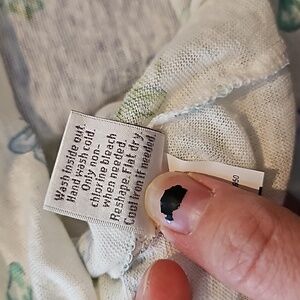 Wash inside out.
Hand wash cold.
Only non-
chlorine bleach
when needed.
Reshape. Flat dry.
Cool iron if needed.